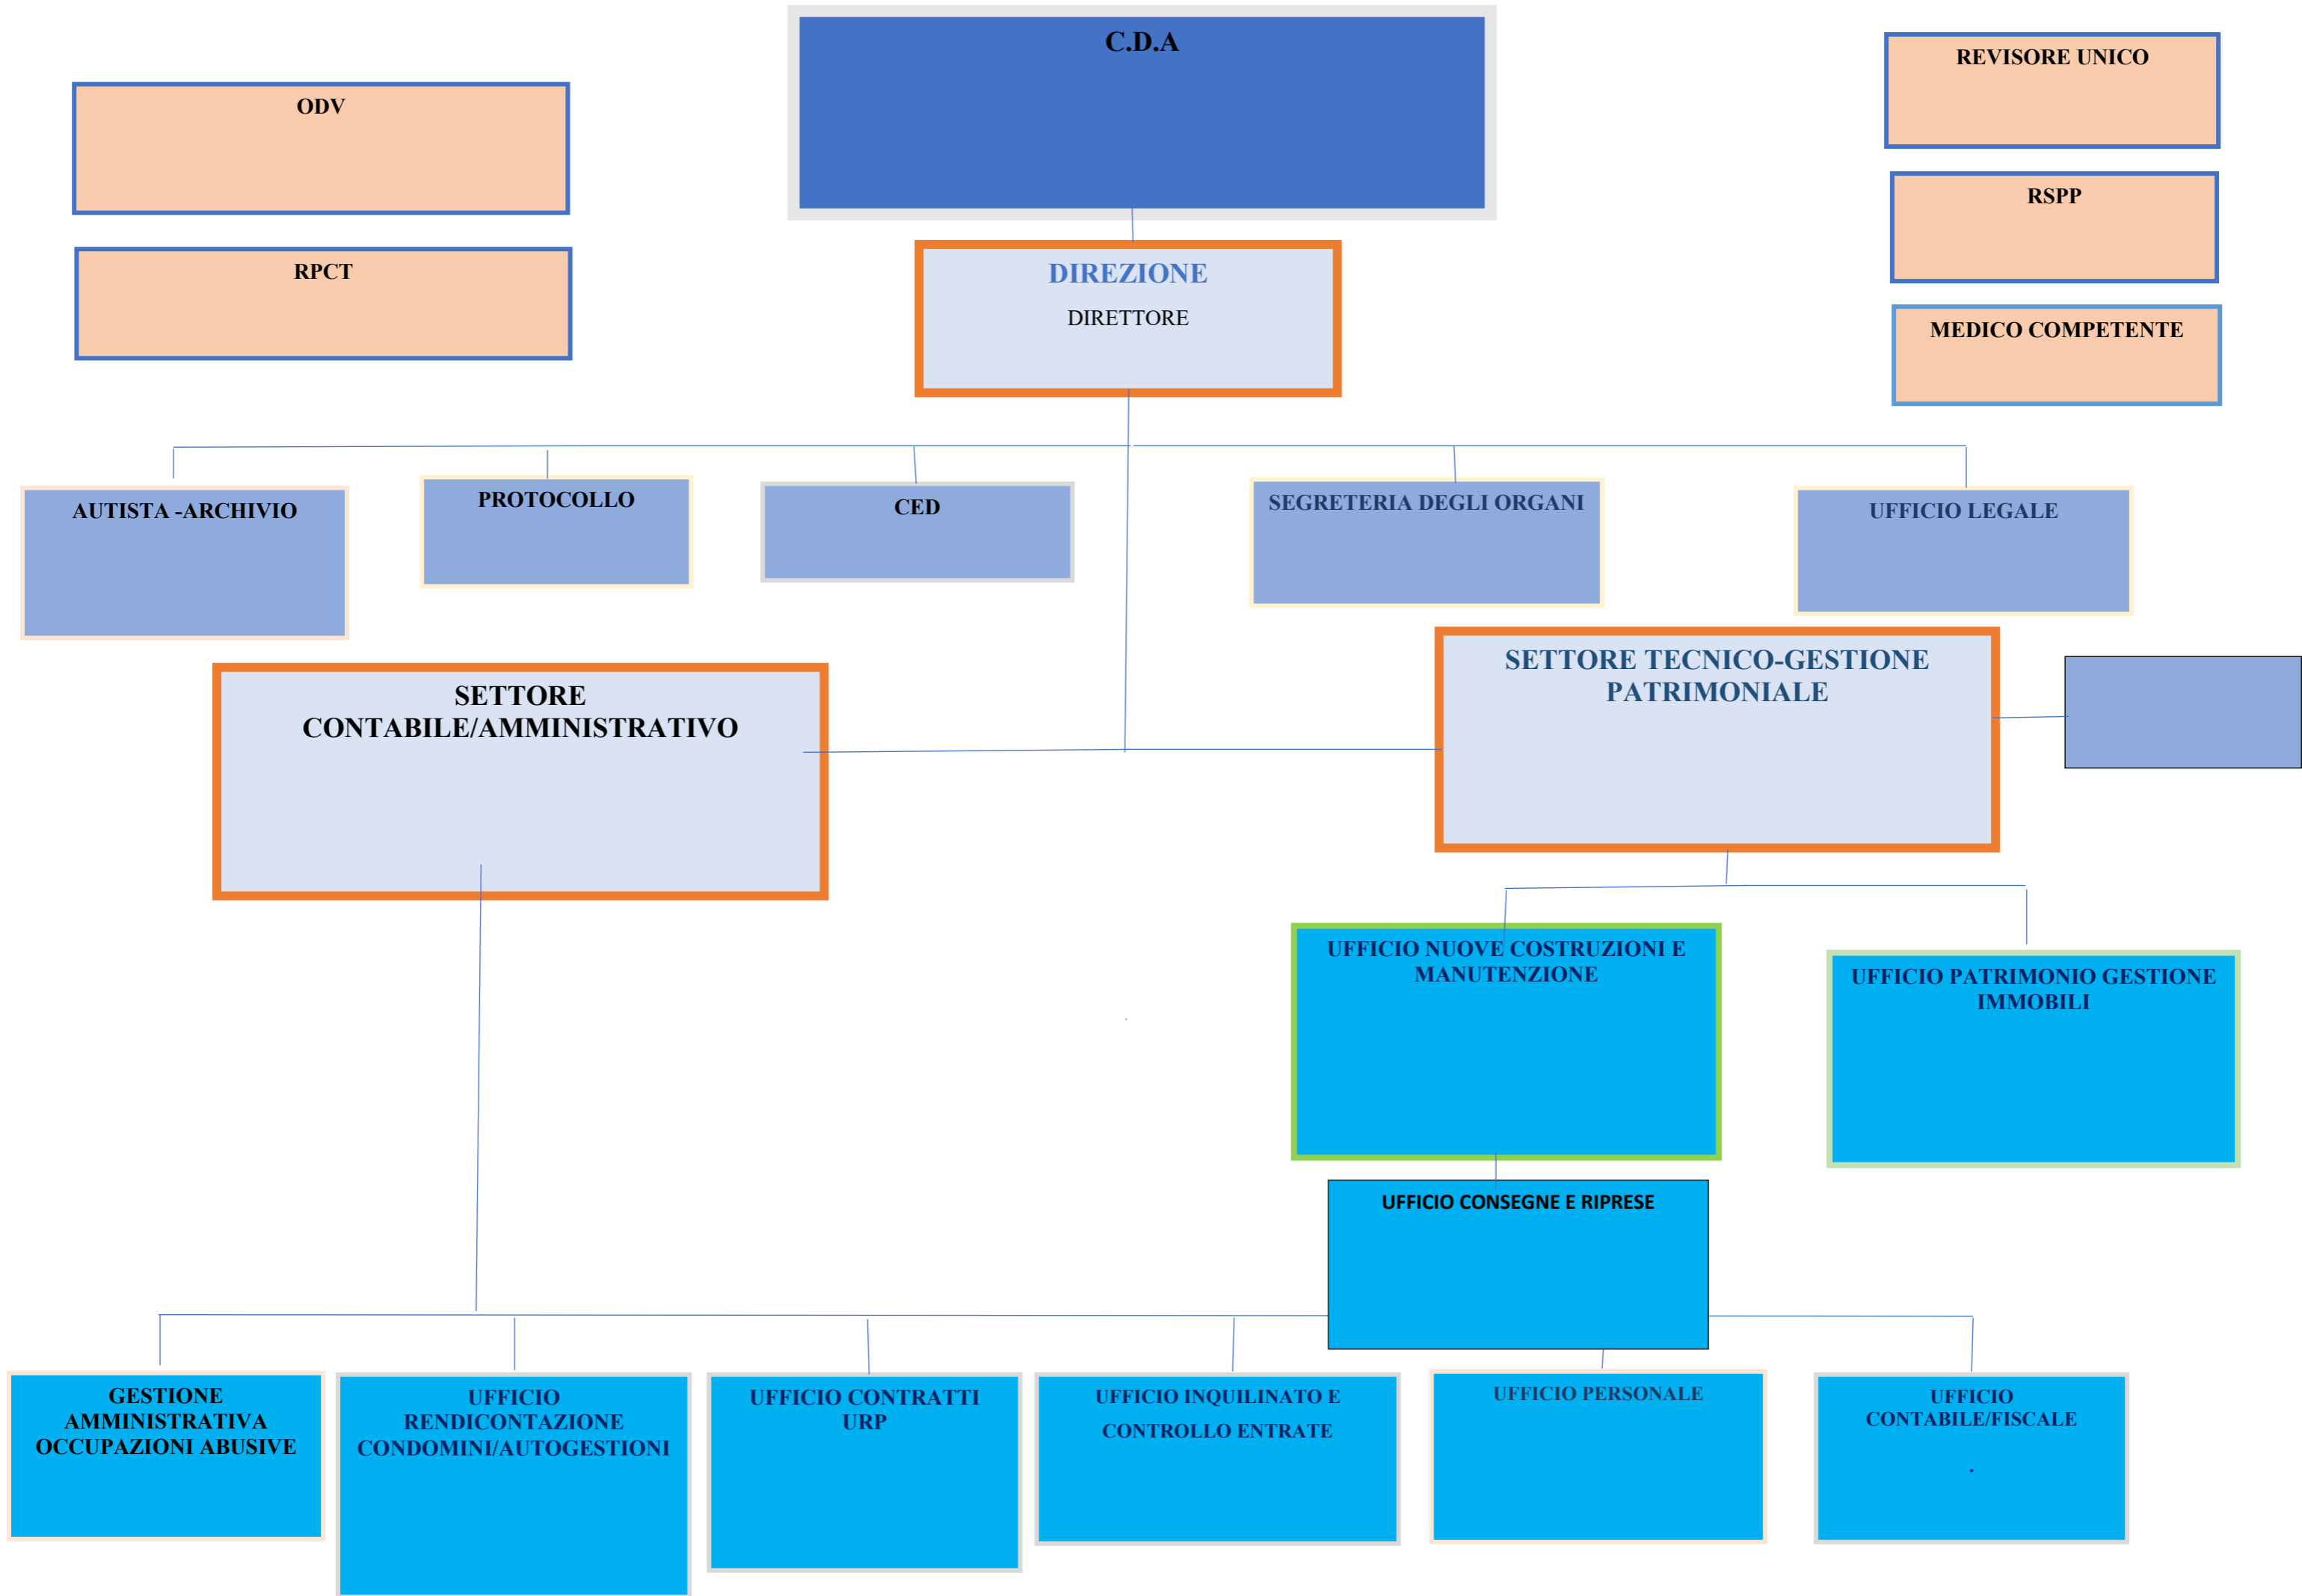 C.D.A
REVISORE UNICO
ODV
RSPP
RPCT
DIREZIONE
DIRETTORE
MEDICO COMPETENTE
AUTISTA -ARCHIVIO
PROTOCOLLO
CED
SEGRETERIA DEGLI ORGANI
UFFICIO LEGALE
SETTORE
CONTABILE/AMMINISTRATIVO
SETTORE TECNICO-GESTIONE
PATRIMONIALE
UFFICIO NUOVE COSTRUZIONI E
MANUTENZIONE
UFFICIO PATRIMONIO GESTIONE
IMMOBILI
.
UFFICIO CONSEGNE E RIPRESE
GESTIONE
AMMINISTRATIVA
OCCUPAZIONI ABUSIVE
UFFICIO
RENDICONTAZIONE
CONDOMINI/AUTOGESTIONI
UFFICIO CONTRATTI
URP
UFFICIO INQUILINATO E
CONTROLLO ENTRATE
UFFICIO PERSONALE
UFFICIO
CONTABILE/FISCALE
.